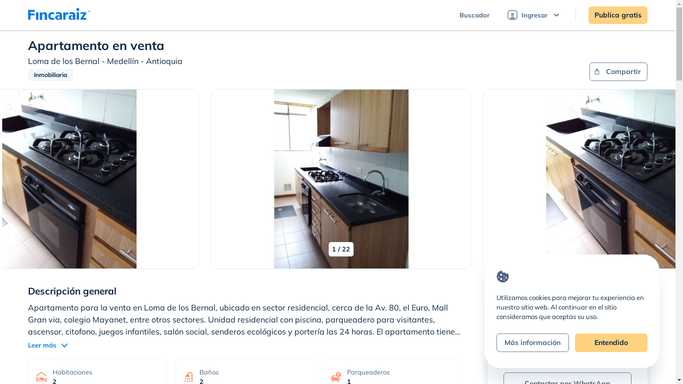 Fincaraiz
Buscador
Ingresar
Publica gratis
Apartamento en venta
Loma de los Bernal - Medellín - Antioquia
Inmobiliaria
Compartir
1 / 22
Descripción general
Apartamento para la venta en Loma de los Bernal, ubicado en sector residencial, cerca de la Av. 80, el Euro, Mall
Gran via, colegio Mayanet, entre otros sectores. Unidad residencial con piscina, parqueadero para visitantes,
ascensor, citofono, juegos infantiles, salón social, senderos ecológicos y portería las 24 horas. El apartamento tiene...
Leer más
Habitaciones
2
Baños
2
Parqueaderos
1
Utilizamos cookies para mejorar tu experiencia en
nuestro sitio web. Al continuar en el sitio
consideramos que aceptas su uso.
Más información
Entendido
Contactar por WhatsApp